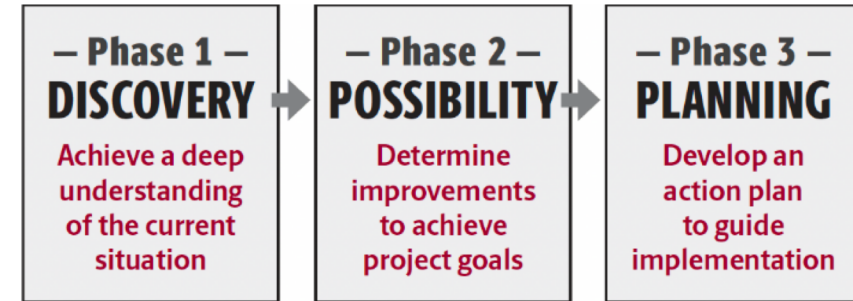 — Phase 1 —
DISCOVERY
Achieve a deep
understanding
of the current
situation
— Phase 2 —
POSSIBILITY
Determine
improvements
to achieve
project goals
— Phase 3 —
PLANNING
Develop an
action plan
to guide
implementation